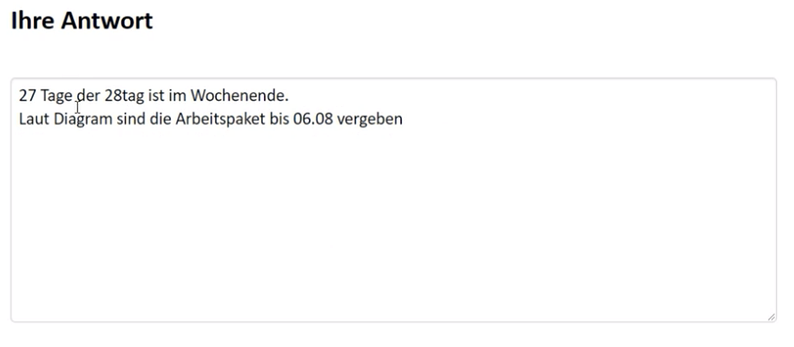 Ihre Antwort
27 Tage der 28tag ist im Wochenende.
Laut Diagram sind die Arbeitspaket bis 06.08 vergeben